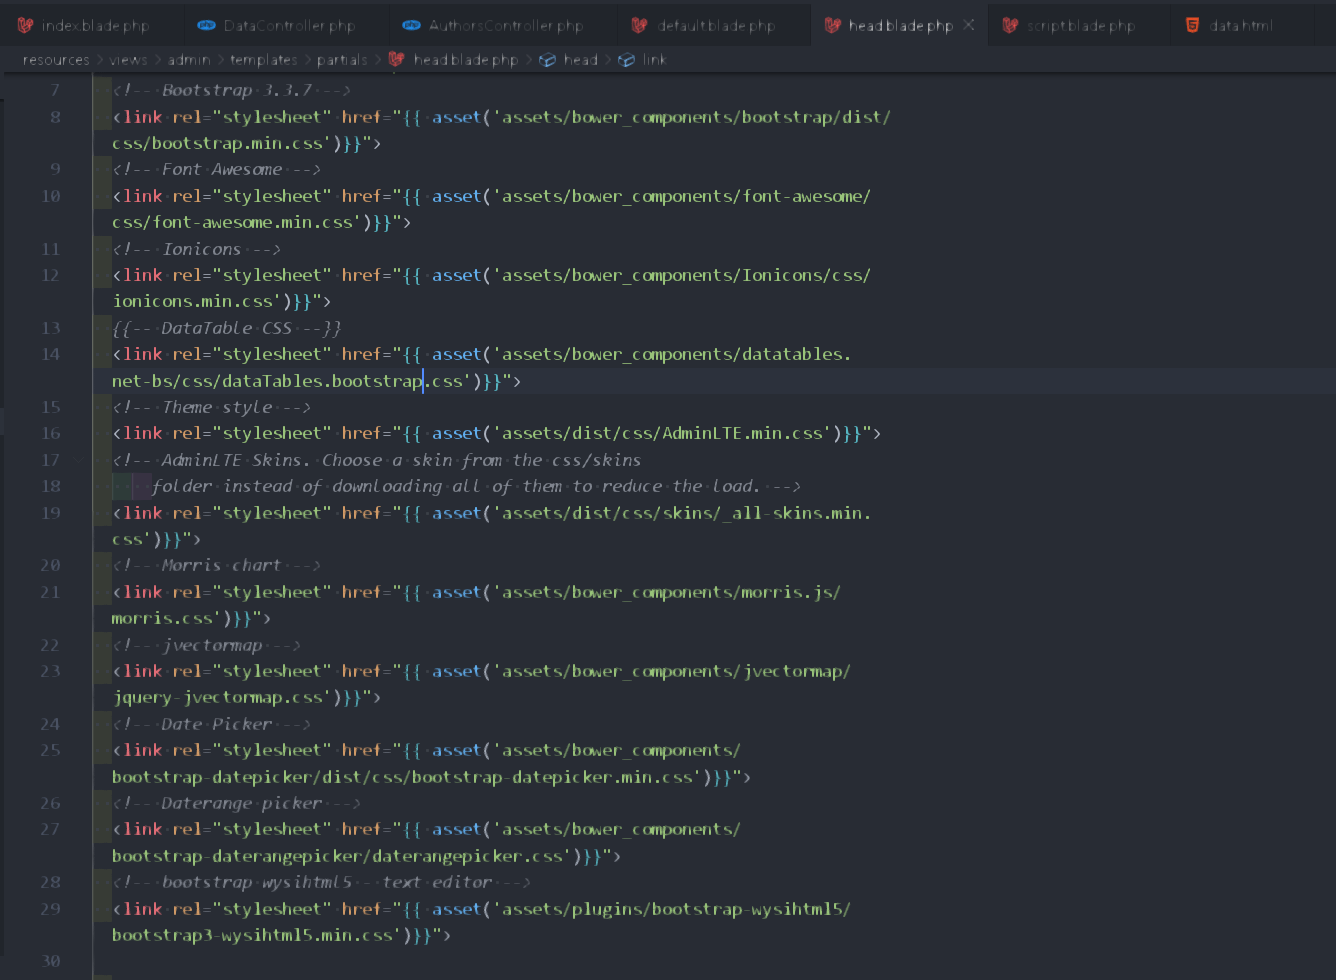 index.blade.php DataController.php AuthorsController.php default.blade.php head.blade.php script.blade.php data.html
resources > views > admin > templates > partials > head.blade.php > head > link
7 <!-- Bootstrap 3.3.7 -->
8 <link rel="stylesheet" href="{{ asset('assets/bower_components/bootstrap/dist/
css/bootstrap.min.css')}}">
9 <!-- Font Awesome -->
10 <link rel="stylesheet" href="{{ asset('assets/bower_components/font-awesome/
css/font-awesome.min.css')}}">
11 <!-- Ionicons -->
12 <link rel="stylesheet" href="{{ asset('assets/bower_components/Ionicons/css/
ionicons.min.css')}}">
13 {{-- DataTable CSS --}}
14 <link rel="stylesheet" href="{{ asset('assets/bower_components/datatables.
net-bs/css/dataTables.bootstrap.css')}}">
15 <!-- Theme style -->
16 <link rel="stylesheet" href="{{ asset('assets/dist/css/AdminLTE.min.css')}}">
17 <!-- AdminLTE Skins. Choose a skin from the css/skins
18 folder instead of downloading all of them to reduce the load. -->
19 <link rel="stylesheet" href="{{ asset('assets/dist/css/skins/_all-skins.min.
css')}}">
20 <!-- Morris chart -->
21 <link rel="stylesheet" href="{{ asset('assets/bower_components/morris.js/
morris.css')}}">
22 <!-- jvectormap -->
23 <link rel="stylesheet" href="{{ asset('assets/bower_components/jvectormap/
jquery-jvectormap.css')}}">
24 <!-- Date Picker -->
25 <link rel="stylesheet" href="{{ asset('assets/bower_components/
bootstrap-datepicker/dist/css/bootstrap-datepicker.min.css')}}">
26 <!-- Daterange picker -->
27 <link rel="stylesheet" href="{{ asset('assets/bower_components/
bootstrap-daterangepicker/daterangepicker.css')}}">
28 <!-- bootstrap wysihtml5 - text editor -->
29 <link rel="stylesheet" href="{{ asset('assets/plugins/bootstrap-wysihtml5/
bootstrap3-wysihtml5.min.css')}}">
30